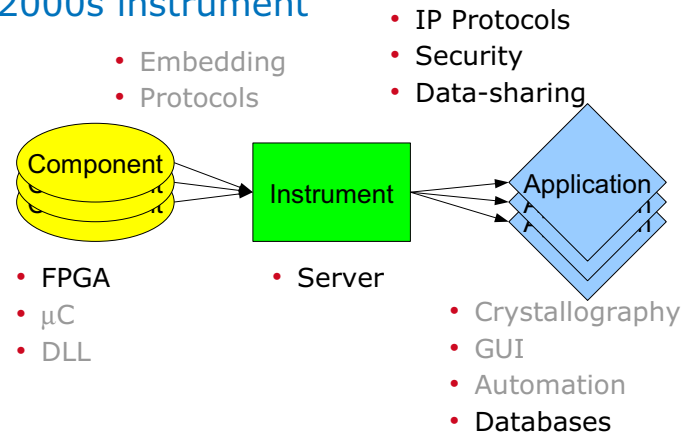 2000s instrument
• IP Protocols
• Security
• Data-sharing
• Embedding
• Protocols
Component
Instrument
Application
• FPGA
• µC
• DLL
• Server
• Crystallography
• GUI
• Automation
• Databases